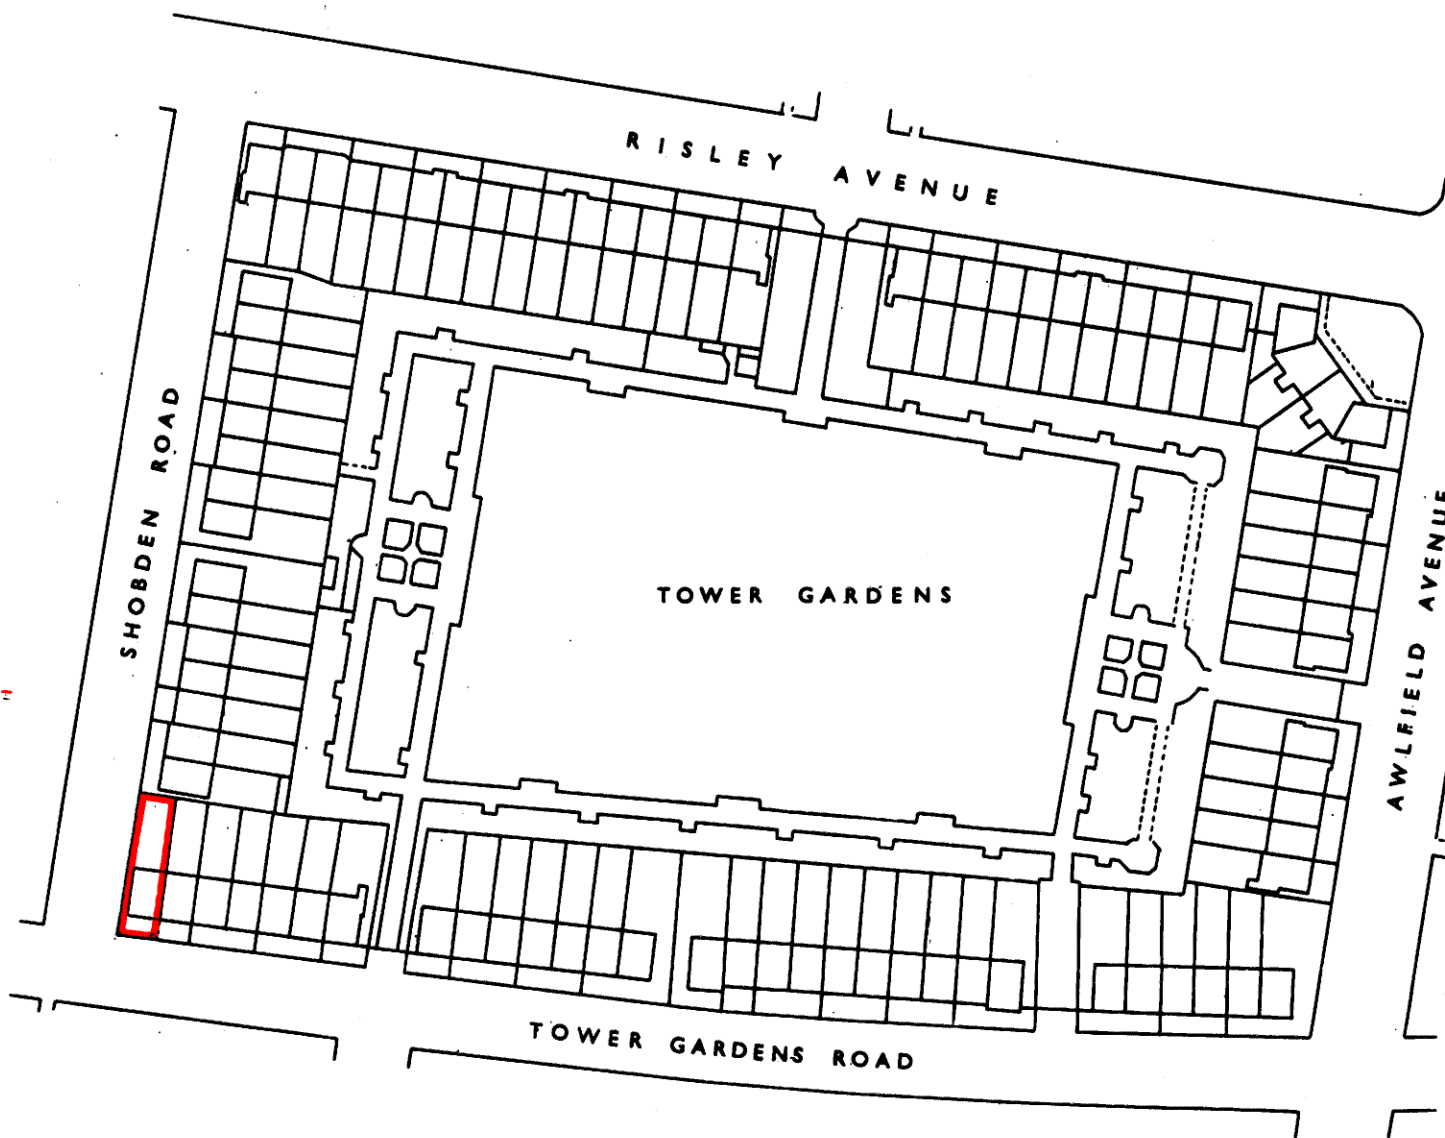 RISLEY AVENUE
SHOBDEN ROAD
TOWER GARDENS
AWLFIELD AVENUE
TOWER GARDENS ROAD